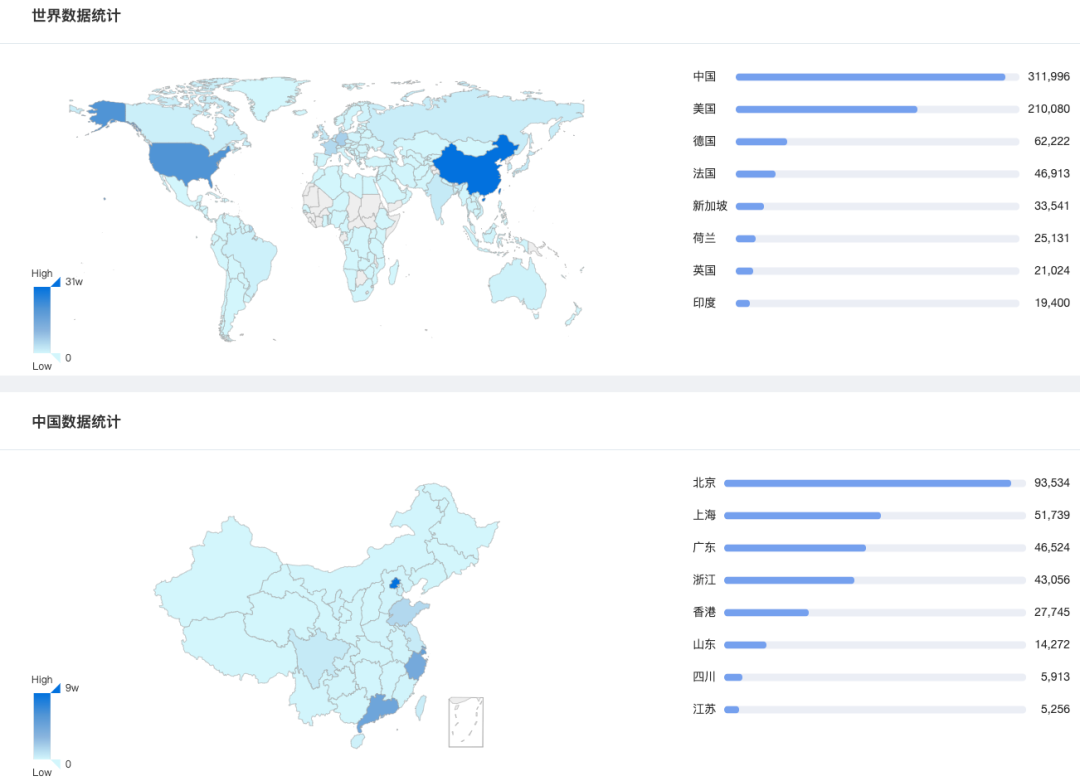 世界数据统计
中国 311,996
美国 210,080
德国 62,222
法国 46,913
新加坡 33,541
荷兰 25,131
英国 21,024
印度 19,400
High
31w
0
Low
中国数据统计
北京 93,534
上海 51,739
广东 46,524
浙江 43,056
香港 27,745
山东 14,272
四川 5,913
江苏 5,256
High
9w
0
Low